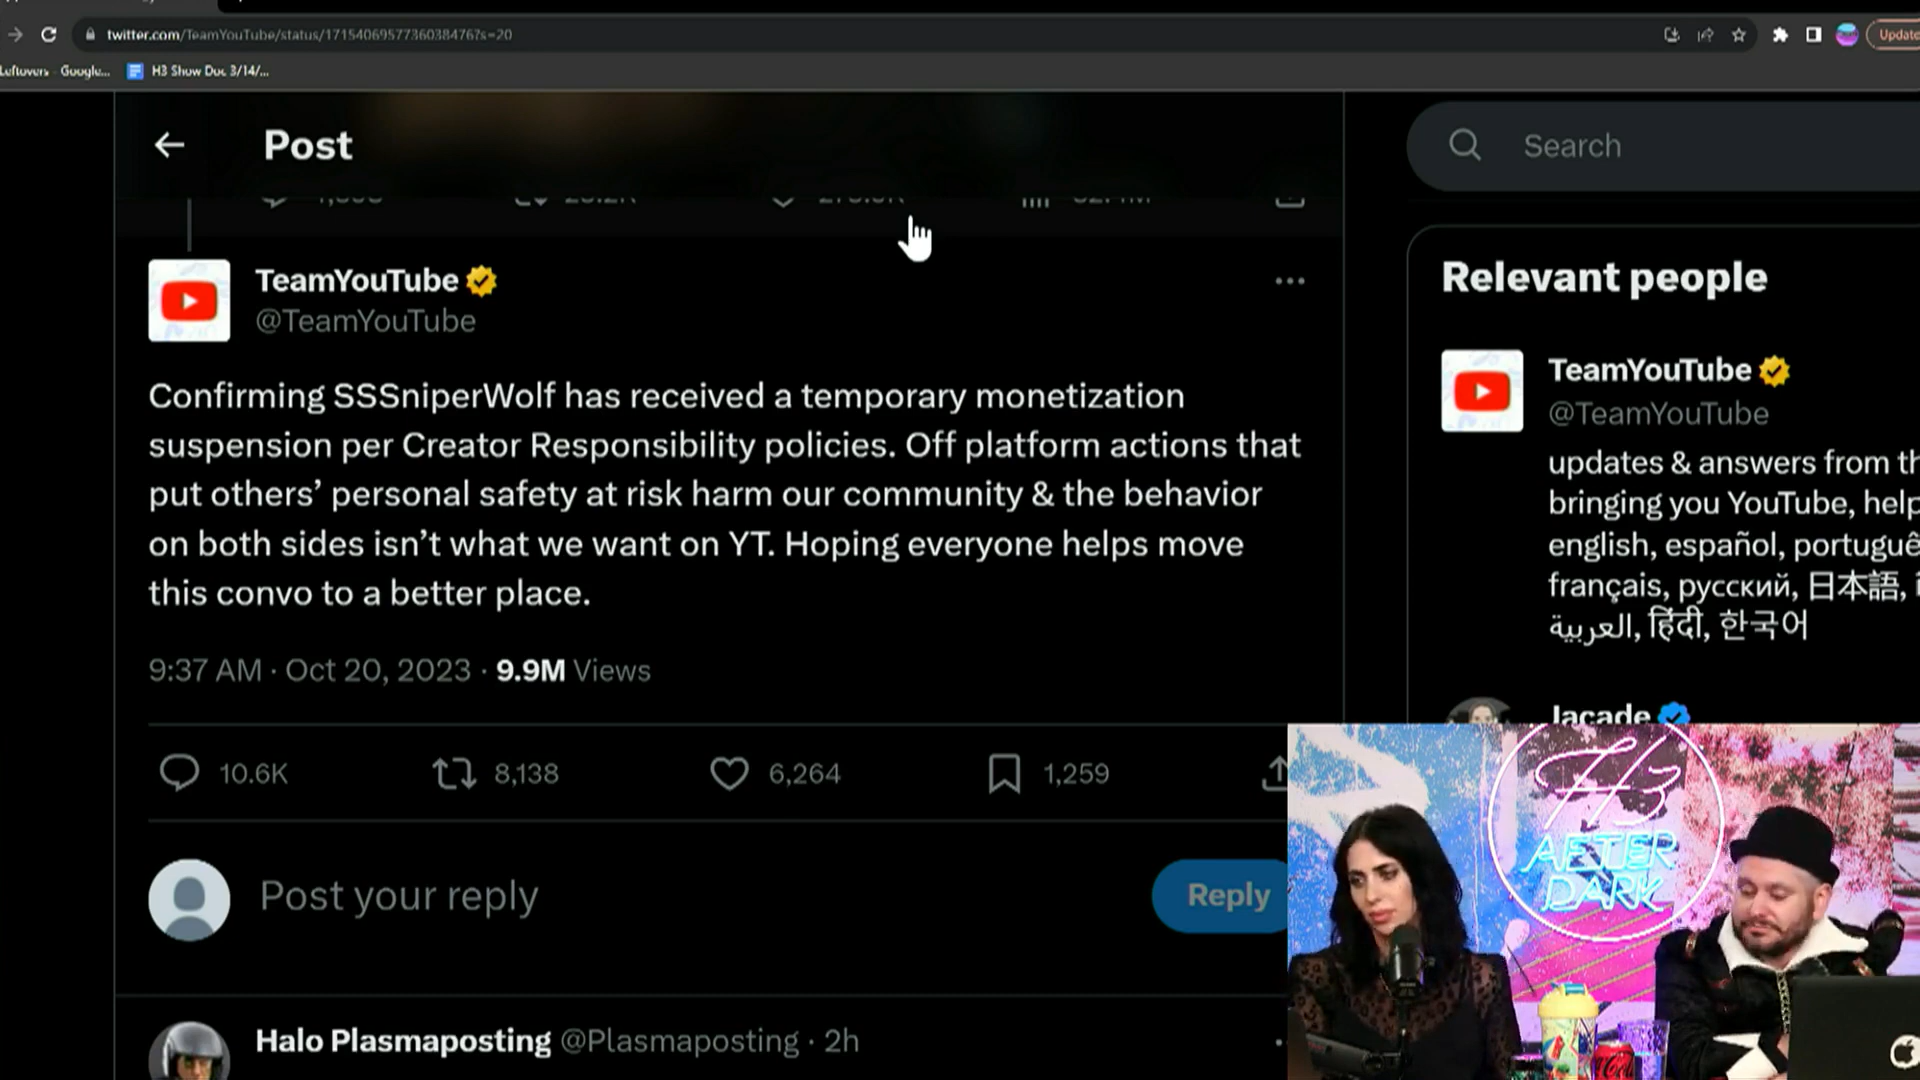 twitter.com/TeamYouTube/status/1715406957736038476?s=20
Update
Leftovers - Google...
H3 Show Doc 3/14/...
Post
Search
TeamYouTube
@TeamYouTube
Relevant people
TeamYouTube
@TeamYouTube
Confirming SSSniperWolf has received a temporary monetization
suspension per Creator Responsibility policies. Off platform actions that
put others’ personal safety at risk harm our community & the behavior
on both sides isn’t what we want on YT. Hoping everyone helps move
this convo to a better place.
updates & answers from th
bringing you YouTube, help
english, español, portuguê
français, русский, 日本語,
العربية, हिंदी, 한국어
9:37 AM · Oct 20, 2023 · 9.9M Views
Jacade
10.6K
8,138
6,264
1,259
Post your reply
Reply
H3
AFTER
DARK
Halo Plasmaposting @Plasmaposting · 2h